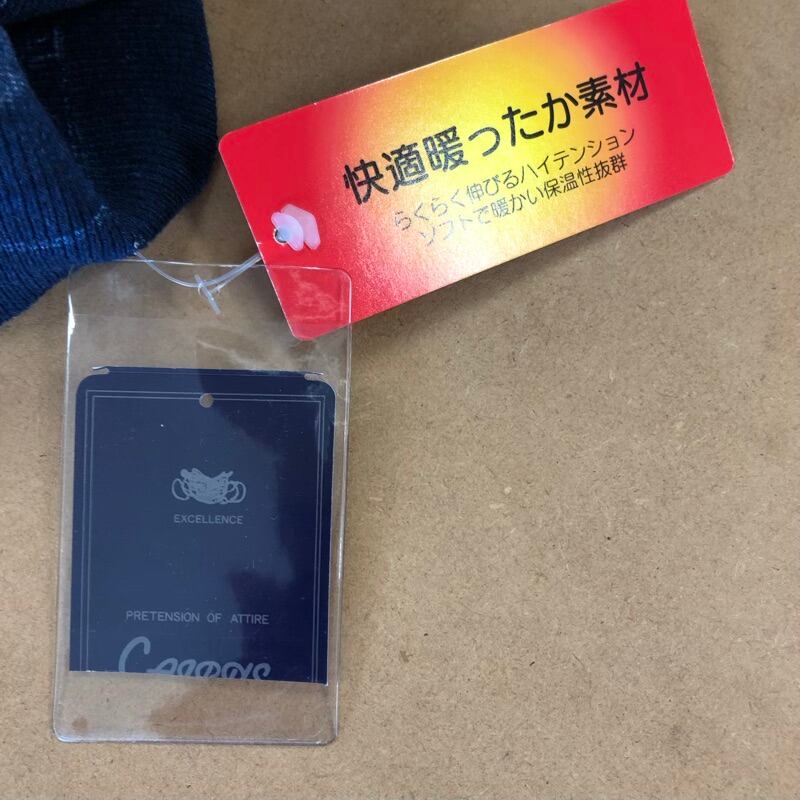 快適暖ったか素材
らくらく伸びるハイテンション
ソフトで暖かい保温性抜群
EXCELLENCE
PRETENSION OF ATTIRE